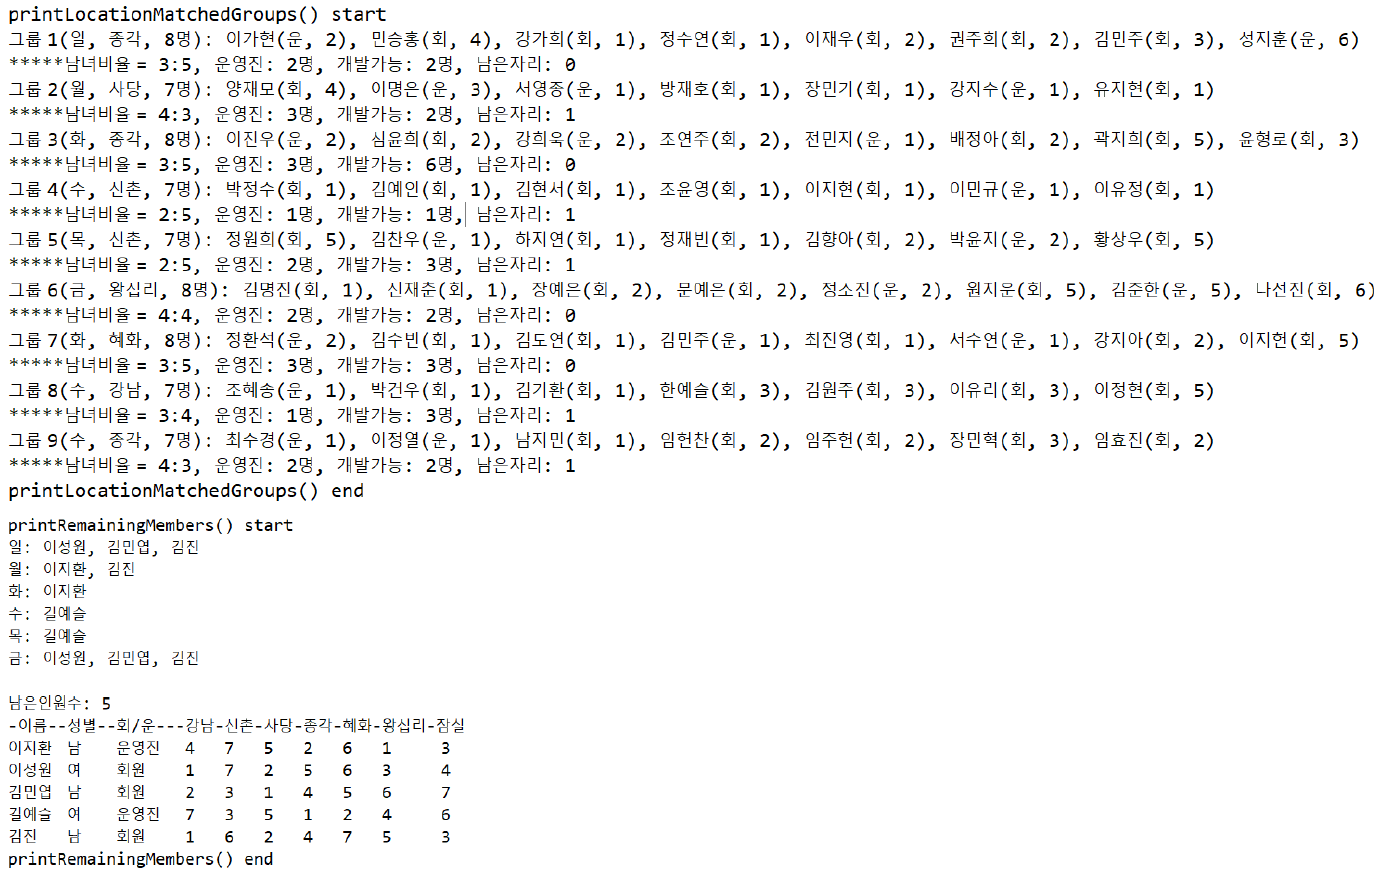 printLocationMatchedGroups() start
그룹 1(일, 종각, 8명): 이가현(운, 2), 민승홍(회, 4), 강가희(회, 1), 정수연(회, 1), 이재우(회, 2), 권주희(회, 2), 김민주(회, 3), 성지훈(운, 6)
*****남녀비율 = 3:5, 운영진: 2명, 개발가능: 2명, 남은자리: 0
그룹 2(월, 사당, 7명): 양재모(회, 4), 이명은(운, 3), 서영종(운, 1), 방재호(회, 1), 장민기(회, 1), 강지수(운, 1), 유지현(회, 1)
*****남녀비율 = 4:3, 운영진: 3명, 개발가능: 2명, 남은자리: 1
그룹 3(화, 종각, 8명): 이진우(운, 2), 심윤희(회, 2), 강희욱(운, 2), 조연주(회, 2), 전민지(운, 1), 배정아(회, 2), 곽지희(회, 5), 윤형로(회, 3)
*****남녀비율 = 3:5, 운영진: 3명, 개발가능: 6명, 남은자리: 0
그룹 4(수, 신촌, 7명): 박정수(회, 1), 김예인(회, 1), 김현서(회, 1), 조윤영(회, 1), 이지현(회, 1), 이민규(운, 1), 이유정(회, 1)
*****남녀비율 = 2:5, 운영진: 1명, 개발가능: 1명, 남은자리: 1
그룹 5(목, 신촌, 7명): 정원희(회, 5), 김찬우(운, 1), 하지연(회, 1), 정재빈(회, 1), 김향아(회, 2), 박윤지(운, 2), 황상우(회, 5)
*****남녀비율 = 2:5, 운영진: 2명, 개발가능: 3명, 남은자리: 1
그룹 6(금, 왕십리, 8명): 김명진(회, 1), 신재춘(회, 1), 장예은(회, 2), 문예은(회, 2), 정소진(운, 2), 원지운(회, 5), 김준한(운, 5), 나선진(회, 6)
*****남녀비율 = 4:4, 운영진: 2명, 개발가능: 2명, 남은자리: 0
그룹 7(화, 혜화, 8명): 정환석(운, 2), 김수빈(회, 1), 김도연(회, 1), 김민주(운, 1), 최진영(회, 1), 서수연(운, 1), 강지아(회, 2), 이지헌(회, 5)
*****남녀비율 = 3:5, 운영진: 3명, 개발가능: 3명, 남은자리: 0
그룹 8(수, 강남, 7명): 조혜송(운, 1), 박건우(회, 1), 김기환(회, 1), 한예슬(회, 3), 김원주(회, 3), 이유리(회, 3), 이정현(회, 5)
*****남녀비율 = 3:4, 운영진: 1명, 개발가능: 3명, 남은자리: 1
그룹 9(수, 종각, 7명): 최수경(운, 1), 이정열(운, 1), 남지민(회, 1), 임헌찬(회, 2), 임주헌(회, 2), 장민혁(회, 3), 임효진(회, 2)
*****남녀비율 = 4:3, 운영진: 2명, 개발가능: 2명, 남은자리: 1
printLocationMatchedGroups() end
printRemainingMembers() start
일: 이성원, 김민엽, 김진
월: 이지환, 김진
화: 이지환
수: 길예슬
목: 길예슬
금: 이성원, 김민엽, 김진
남은인원수: 5
-이름--성별--회/운---강남-신촌-사당-종각-혜화-왕십리-잠실
이지환 남 운영진 4 7 5 2 6 1 3
이성원 여 회원 1 7 2 5 6 3 4
김민엽 남 회원 2 3 1 4 5 6 7
길예슬 여 운영진 7 3 5 1 2 4 6
김진 남 회원 1 6 2 4 7 5 3
printRemainingMembers() end